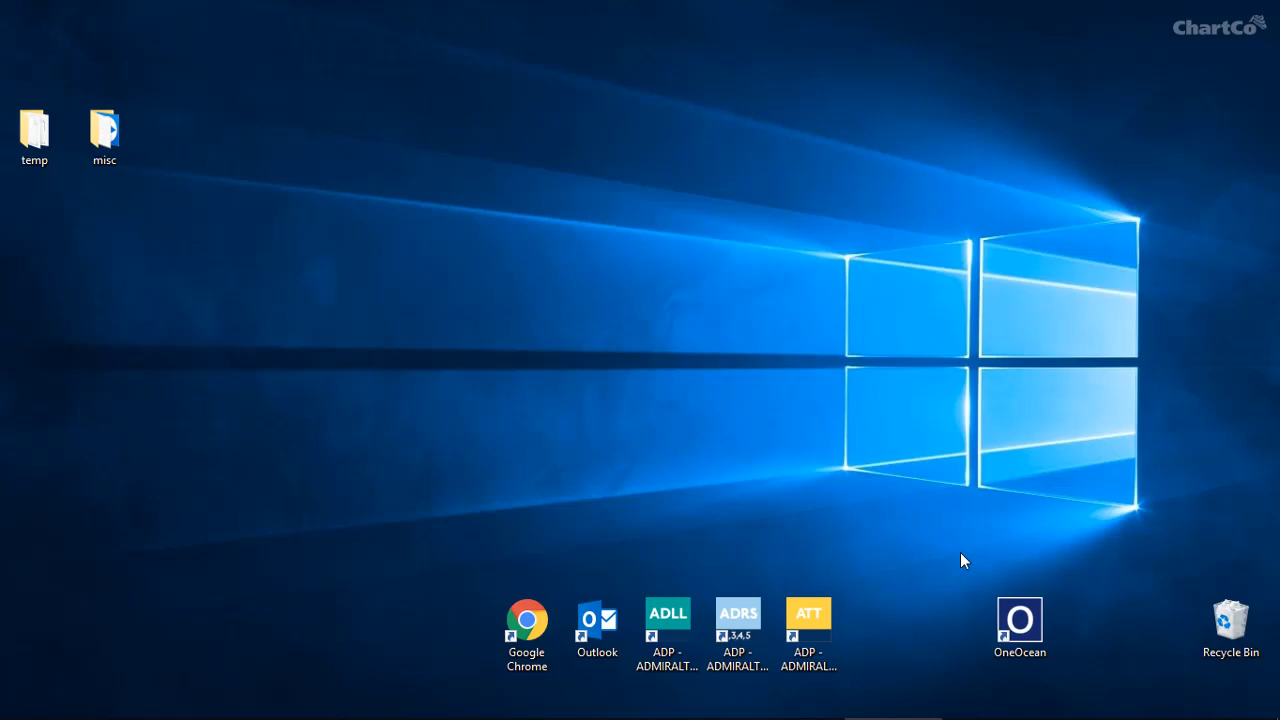 ChartCo
temp
misc
ADLL
ADRS
ATT
O
O
,3,4,5
Google
Chrome
Outlook
ADP -
ADMIRALT...
ADP -
ADMIRALT...
ADP -
ADMIRAL...
OneOcean
Recycle Bin